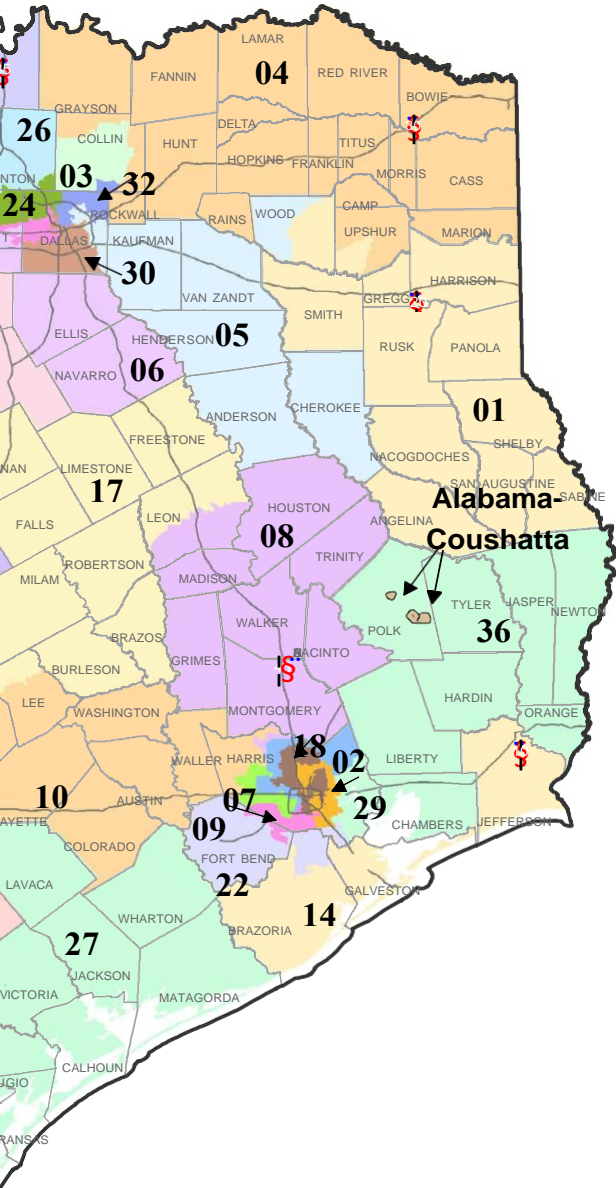 LAMAR
04
FANNIN
RED RIVER
BOWIE
GRAYSON
26
COLLIN
DELTA
HUNT
TITUS
HOPKINS
FRANKLIN
MORRIS
CASS
NTON
03
32
24
ROCKWALL
RAINS
WOOD
CAMP
UPSHUR
MARION
T
DALLAS
KAUFMAN
30
HARRISON
GREGG
VAN ZANDT
SMITH
ELLIS
HENDERSON
05
RUSK
PANOLA
NAVARRO
06
ANDERSON
CHEROKEE
01
FREESTONE
SHELBY
NAN
LIMESTONE
NACOGDOCHES
17
SAN AUGUSTINE
SABINE
FALLS
LEON
HOUSTON
08
ANGELINA
Alabama-
Coushatta
TRINITY
ROBERTSON
MILAM
MADISON
TYLER
JASPER
NEWTON
WALKER
POLK
36
BRAZOS
GRIMES
JACINTO
BURLESON
HARDIN
LEE
WASHINGTON
MONTGOMERY
ORANGE
WALLER
HARRIS
18
02
LIBERTY
10
AUSTIN
07
29
AYETTE
09
CHAMBERS
JEFFERSON
COLORADO
FORT BEND
22
LAVACA
GALVESTON
WHARTON
14
BRAZORIA
27
JACKSON
VICTORIA
MATAGORDA
CALHOUN
UGIO
RANSAS